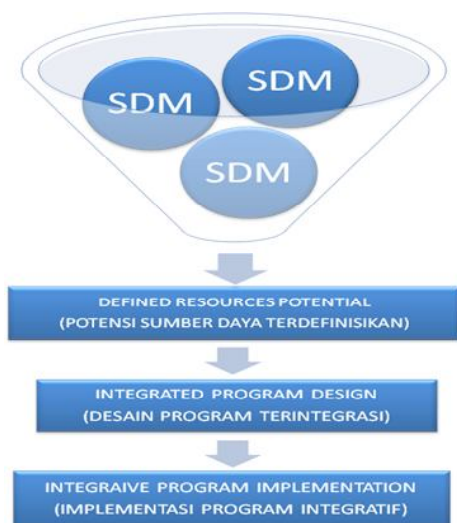 SDM
SDM
SDM
DEFINED RESOURCES POTENTIAL
(POTENSI SUMBER DAYA TERDEFINISIKAN)
INTEGRATED PROGRAM DESIGN
(DESAIN PROGRAM TERINTEGRASI)
INTEGRAIVE PROGRAM IMPLEMENTATION
(IMPLEMENTASI PROGRAM INTEGRATIF)